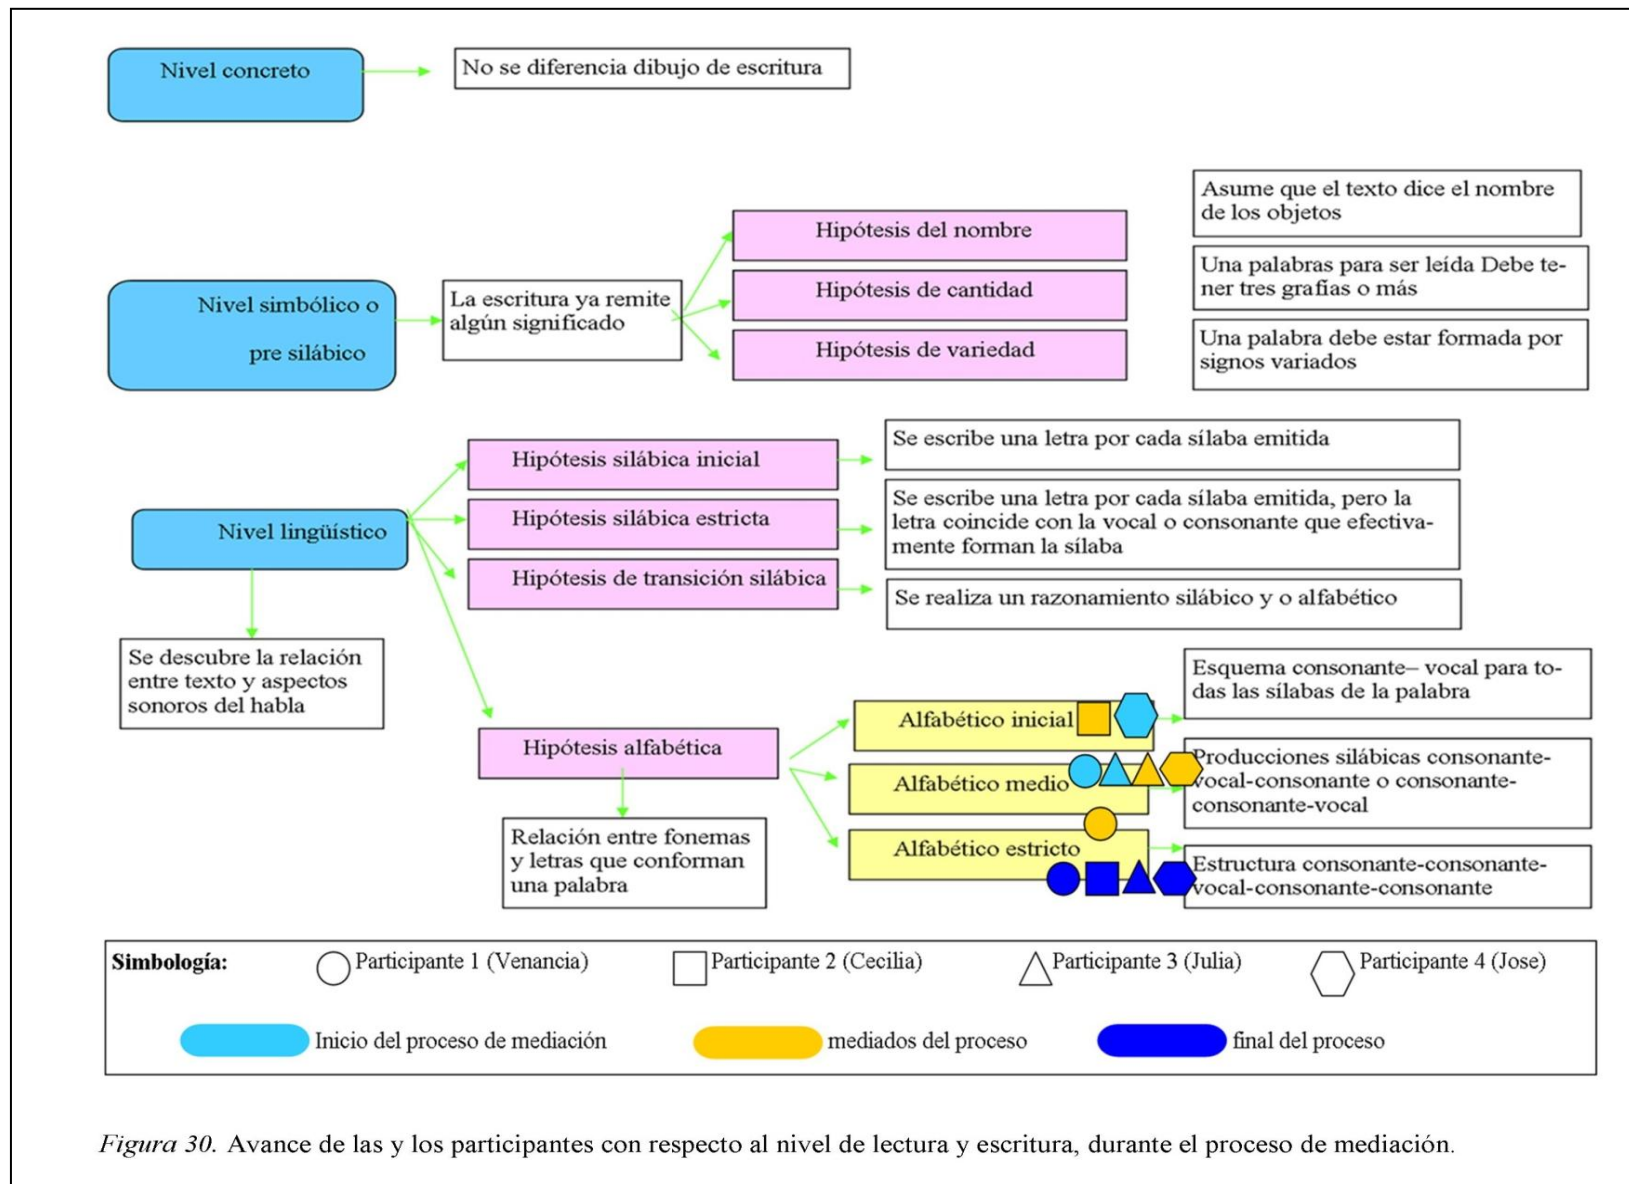 Nivel concreto
No se diferencia dibujo de escritura
Nivel simbólico o
pre silábico
La escritura ya remite
algún significado
Hipótesis del nombre
Hipótesis de cantidad
Hipótesis de variedad
Asume que el texto dice el nombre
de los objetos
Una palabras para ser leída Debe te-
ner tres grafías o más
Una palabra debe estar formada por
signos variados
Nivel lingüístico
Se descubre la relación
entre texto y aspectos
sonoros del habla
Hipótesis silábica inicial
Se escribe una letra por cada sílaba emitida
Hipótesis silábica estricta
Se escribe una letra por cada sílaba emitida, pero la
letra coincide con la vocal o consonante que efectiva-
mente forman la sílaba
Hipótesis de transición silábica
Se realiza un razonamiento silábico y o alfabético
Hipótesis alfabética
Relación entre fonemas
y letras que conforman
una palabra
Alfabético inicial
Esquema consonante– vocal para to-
das las sílabas de la palabra
Alfabético medio
Producciones silábicas consonante-
vocal-consonante o consonante-
consonante-vocal
Alfabético estricto
Estructura consonante-consonante-
vocal-consonante-consonante
Simbología:
Participante 1 (Venancia)
Participante 2 (Cecilia)
Participante 3 (Julia)
Participante 4 (Jose)
Inicio del proceso de mediación
mediados del proceso
final del proceso
Figura 30. Avance de las y los participantes con respecto al nivel de lectura y escritura, durante el proceso de mediación.